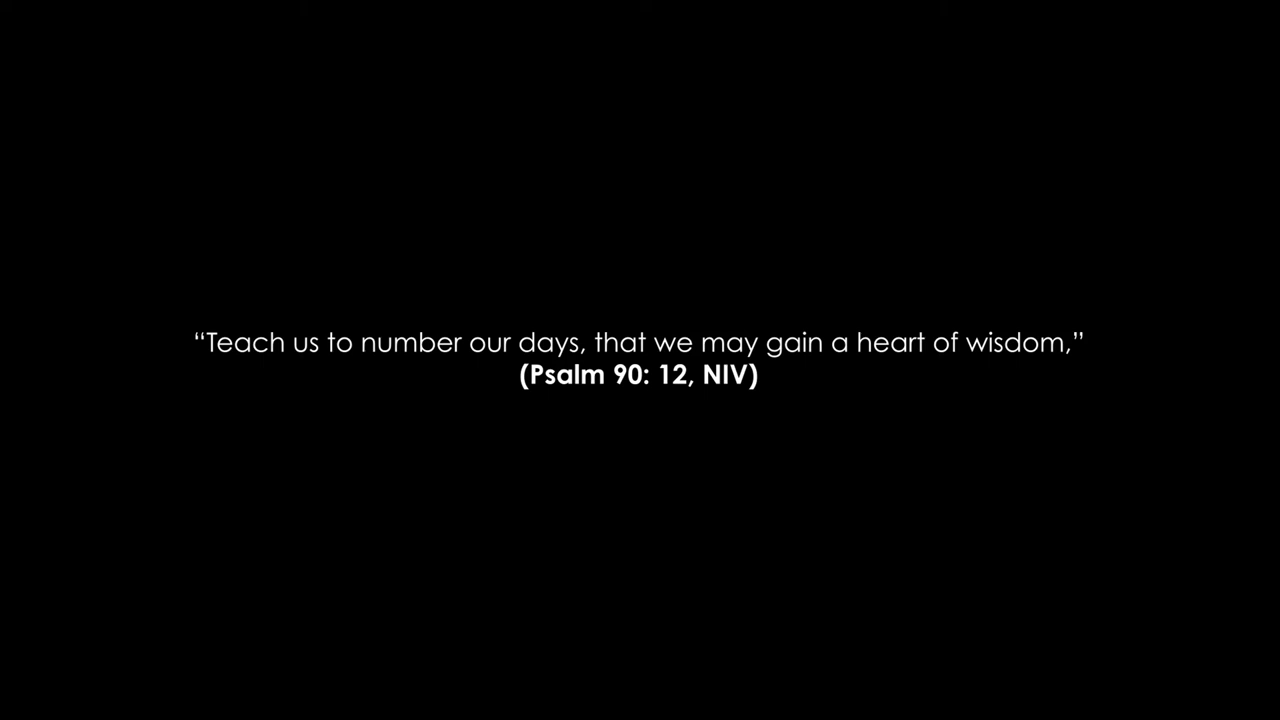 “Teach us to number our days, that we may gain a heart of wisdom,”
(Psalm 90: 12, NIV)